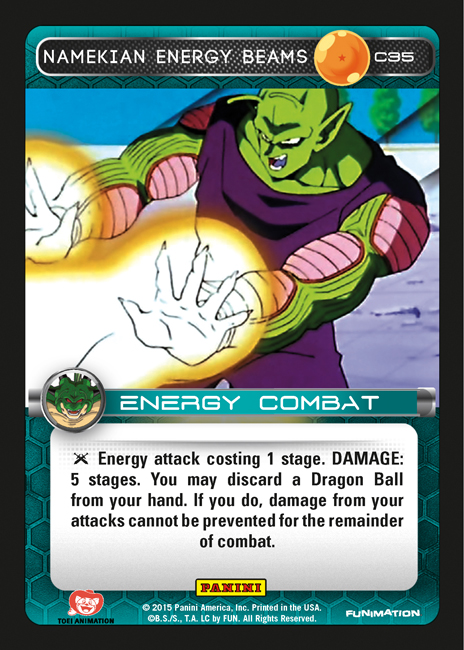 NAMEKIAN ENERGY BEAMS C95
ENERGY COMBAT
Energy attack costing 1 stage. DAMAGE:
5 stages. You may discard a Dragon Ball
from your hand. If you do, damage from your
attacks cannot be prevented for the remainder
of combat.
PANINI
© 2015 Panini America, Inc. Printed in the USA.
©B.S./S., T.A. LC by FUN. All Rights Reserved.
TOEI ANIMATION
FUNIMATION